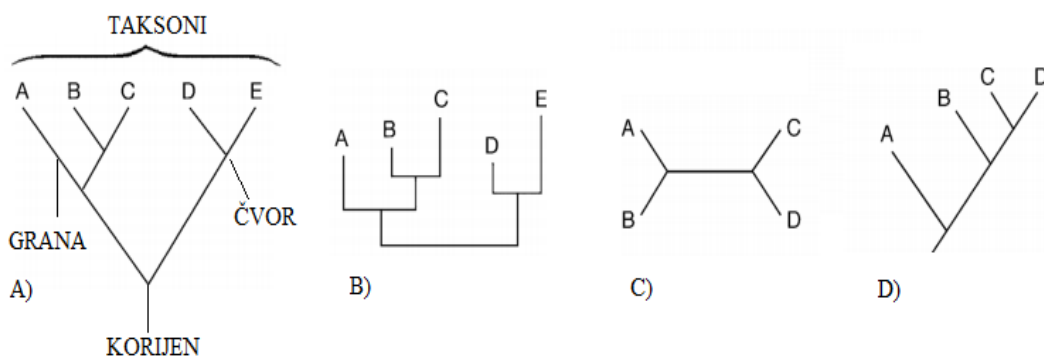 TAKSONI
A B C D E
GRANA
ČVOR
KORIJEN
A)
A B C D E
B)
A B C D
C)
A B C D
D)